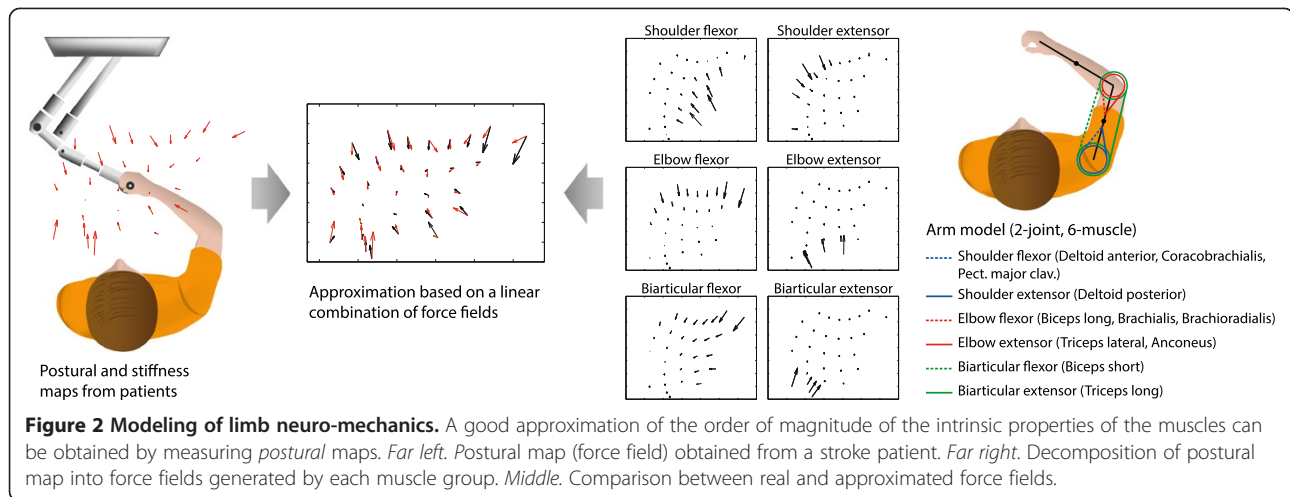 Shoulder flexor
Shoulder extensor
Elbow flexor
Elbow extensor
Biarticular flexor
Biarticular extensor
Postural and stiffness
maps from patients
Approximation based on a linear
combination of force fields
Arm model (2-joint, 6-muscle)
Shoulder flexor (Deltoid anterior, Coracobrachialis,
Pect. major clav.)
Shoulder extensor (Deltoid posterior)
Elbow flexor (Biceps long, Brachialis, Brachioradialis)
Elbow extensor (Triceps lateral, Anconeus)
Biarticular flexor (Biceps short)
Biarticular extensor (Triceps long)
Figure 2 Modeling of limb neuro-mechanics. A good approximation of the order of magnitude of the intrinsic properties of the muscles can
be obtained by measuring postural maps. Far left. Postural map (force field) obtained from a stroke patient. Far right. Decomposition of postural
map into force fields generated by each muscle group. Middle. Comparison between real and approximated force fields.